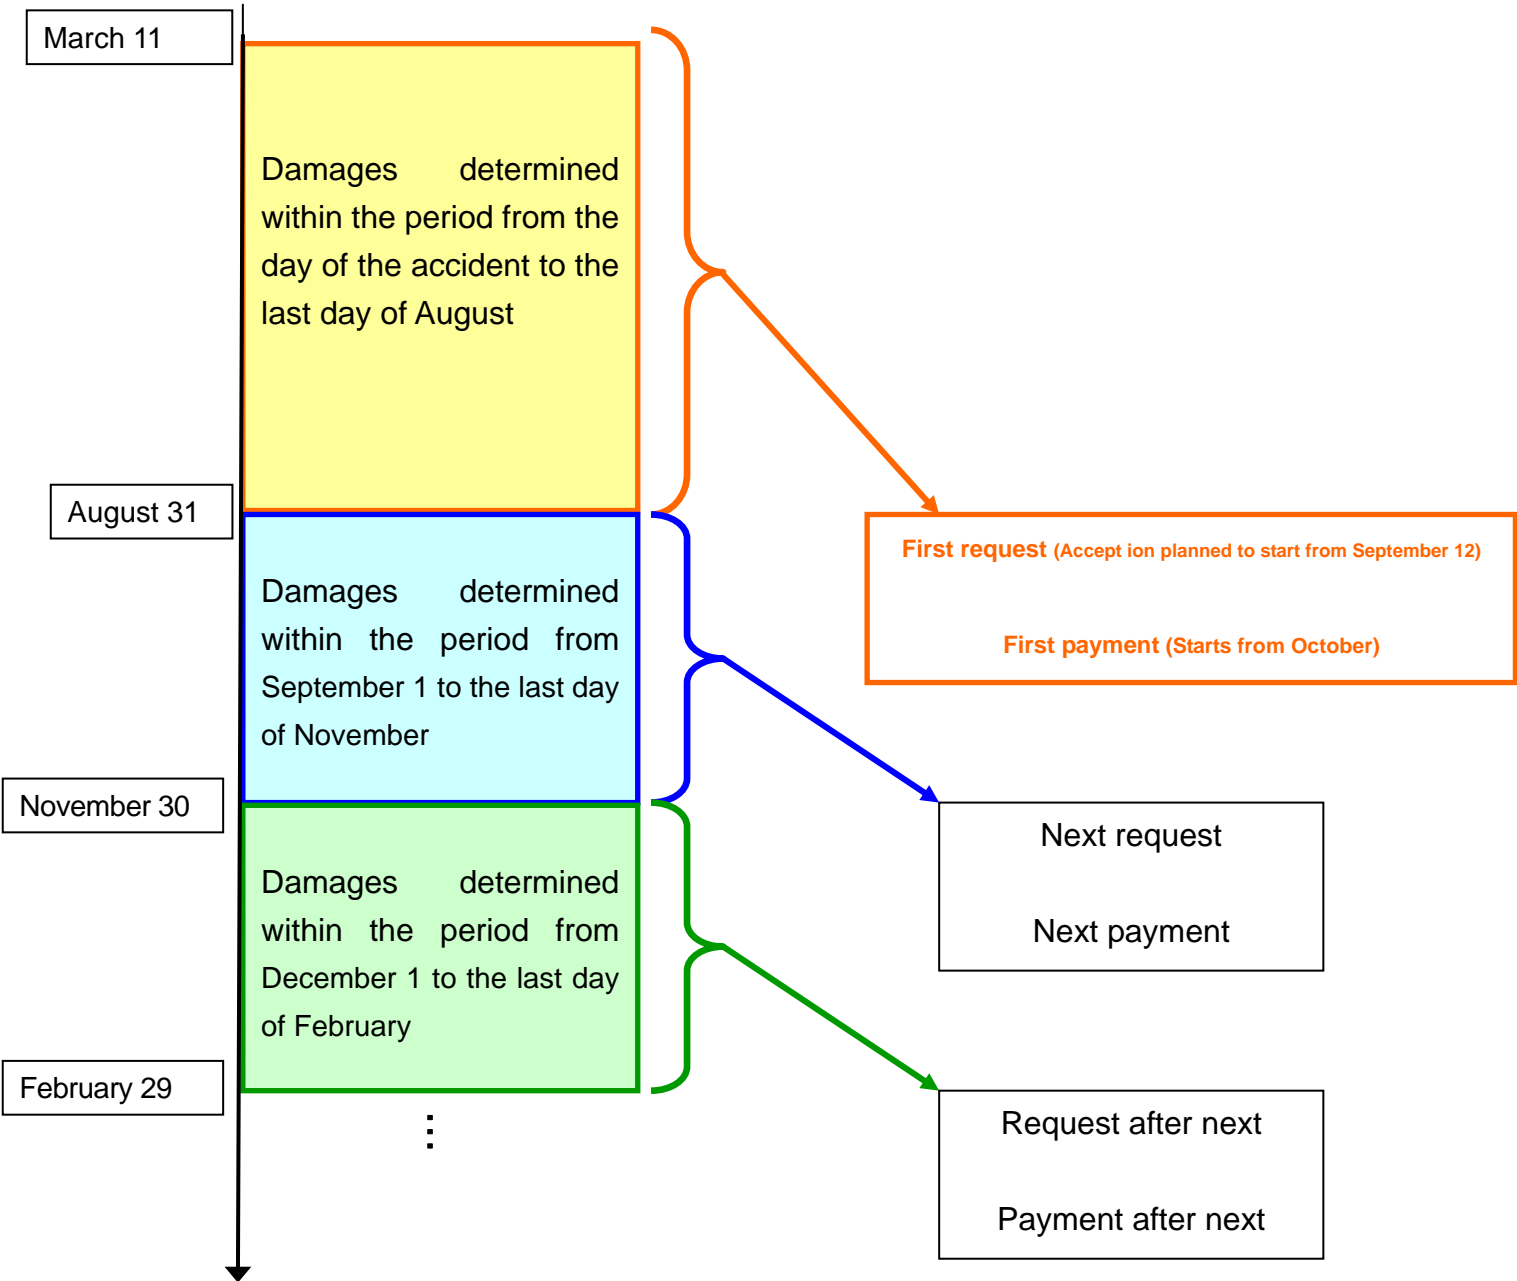 March 11
Damages determined
within the period from the
day of the accident to the
last day of August
August 31
First request (Accept ion planned to start from September 12)
First payment (Starts from October)
Damages determined
within the period from
September 1 to the last day
of November
November 30
Next request
Next payment
Damages determined
within the period from
December 1 to the last day
of February
February 29
⋮
Request after next
Payment after next